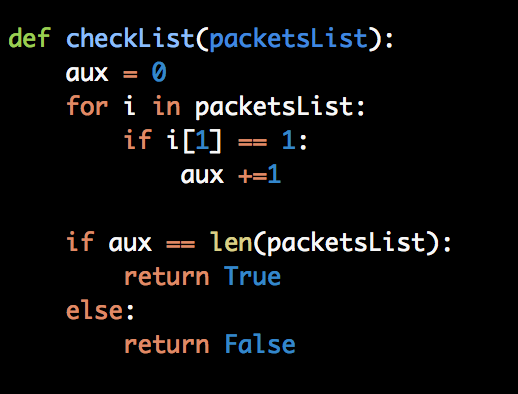 def checkList(packetsList):
    aux = 0
    for i in packetsList:
        if i[1] == 1:
            aux +=1

    if aux == len(packetsList):
        return True
    else:
        return False